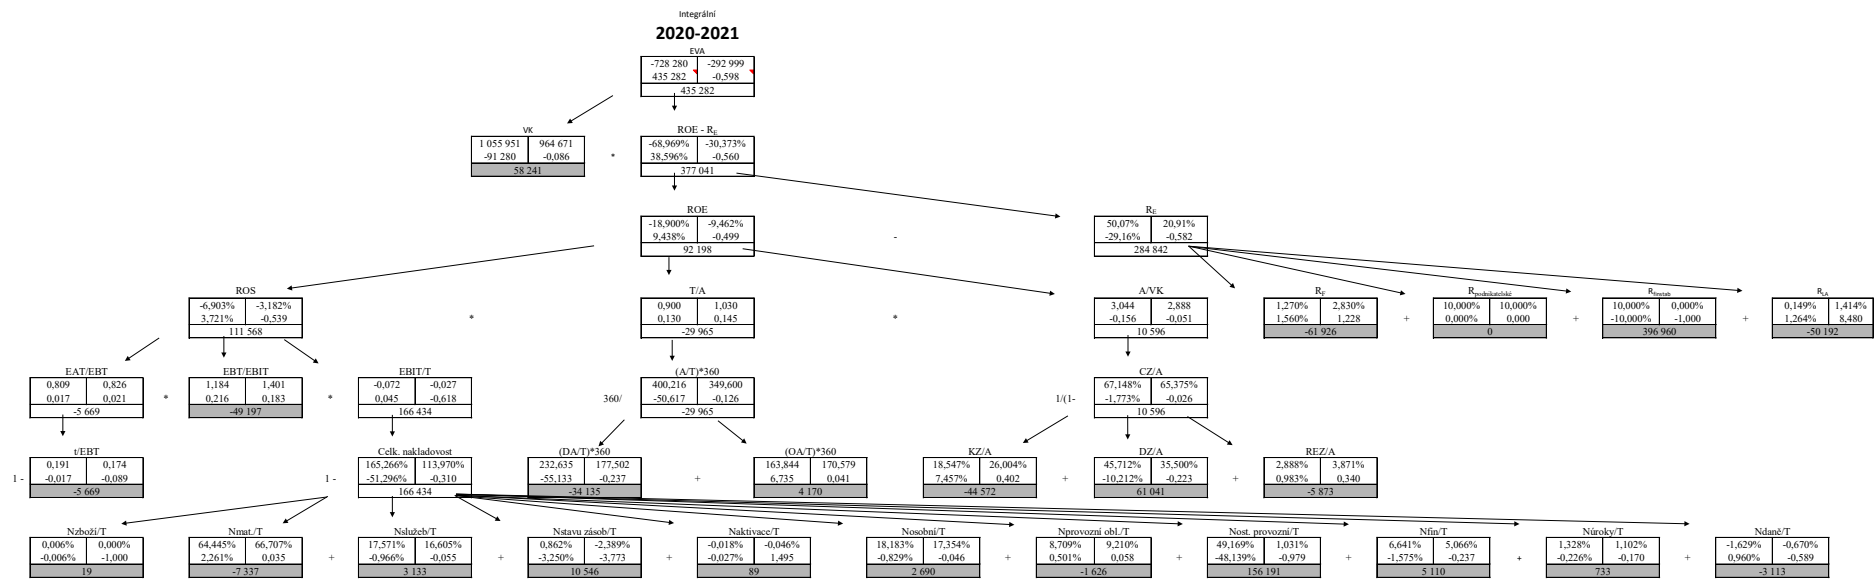 Integrální
2020-2021
EVA
-728 280 -292 999
435 282 -0,598
435 282
VK ROE - RE
1 055 951 964 671 -68,969% -30,373%
-91 280 -0,086 * 38,596% -0,560
58 241 377 041
ROE RE
-18,900% -9,462% 50,07% 20,91%
9,438% -0,499 - -29,16% -0,582
92 198 284 842
ROS T/A A/VK RF Rpodnikatelské Rfinstab RLA
-6,903% -3,182% 0,900 1,030 3,044 2,888 1,270% 2,830% 10,000% 10,000% 10,000% 0,000% 0,149% 1,414%
3,721% -0,539 * 0,130 0,145 * -0,156 -0,051 1,560% 1,228 + 0,000% 0,000 + -10,000% -1,000 + 1,264% 8,480
111 568 -29 965 10 596 -61 926 0 396 960 -50 192
EAT/EBT EBT/EBIT EBIT/T (A/T)*360 CZ/A
0,809 0,826 1,184 1,401 -0,072 -0,027 400,216 349,600 67,148% 65,375%
0,017 0,021 * 0,216 0,183 * 0,045 -0,618 360/ -50,617 -0,126 1/(1- -1,773% -0,026
-5 669 -49 197 166 434 -29 965 10 596
t/EBT Celk. nakladovost (DA/T)*360 (OA/T)*360 KZ/A DZ/A REZ/A
0,191 0,174 165,266% 113,970% 232,635 177,502 163,844 170,579 18,547% 26,004% 45,712% 35,500% 2,888% 3,871%
1 - -0,017 -0,089 1 - -51,296% -0,310 -55,133 -0,237 + 6,735 0,041 7,457% 0,402 + -10,212% -0,223 + 0,983% 0,340
-5 669 166 434 -34 135 4 170 -44 572 61 041 -5 873
Nzboží/T Nmat./T Nslužeb/T Nstavu zásob/T Naktivace/T Nosobní/T Nprovozní obl./T Nost. provozní/T Nfin/T Núroky/T Ndaně/T
0,006% 0,000% 64,445% 66,707% 17,571% 16,605% 0,862% -2,389% -0,018% -0,046% 18,183% 17,354% 8,709% 9,210% 49,169% 1,031% 6,641% 5,066% 1,328% 1,102% -1,629% -0,670%
-0,006% -1,000 2,261% 0,035 + -0,966% -0,055 + -3,250% -3,773 + -0,027% 1,495 -0,829% -0,046 + 0,501% 0,058 + -48,139% -0,979 + -1,575% -0,237 + -0,226% -0,170 + 0,960% -0,589
19 -7 337 3 133 10 546 89 2 690 -1 626 156 191 5 110 733 -3 113